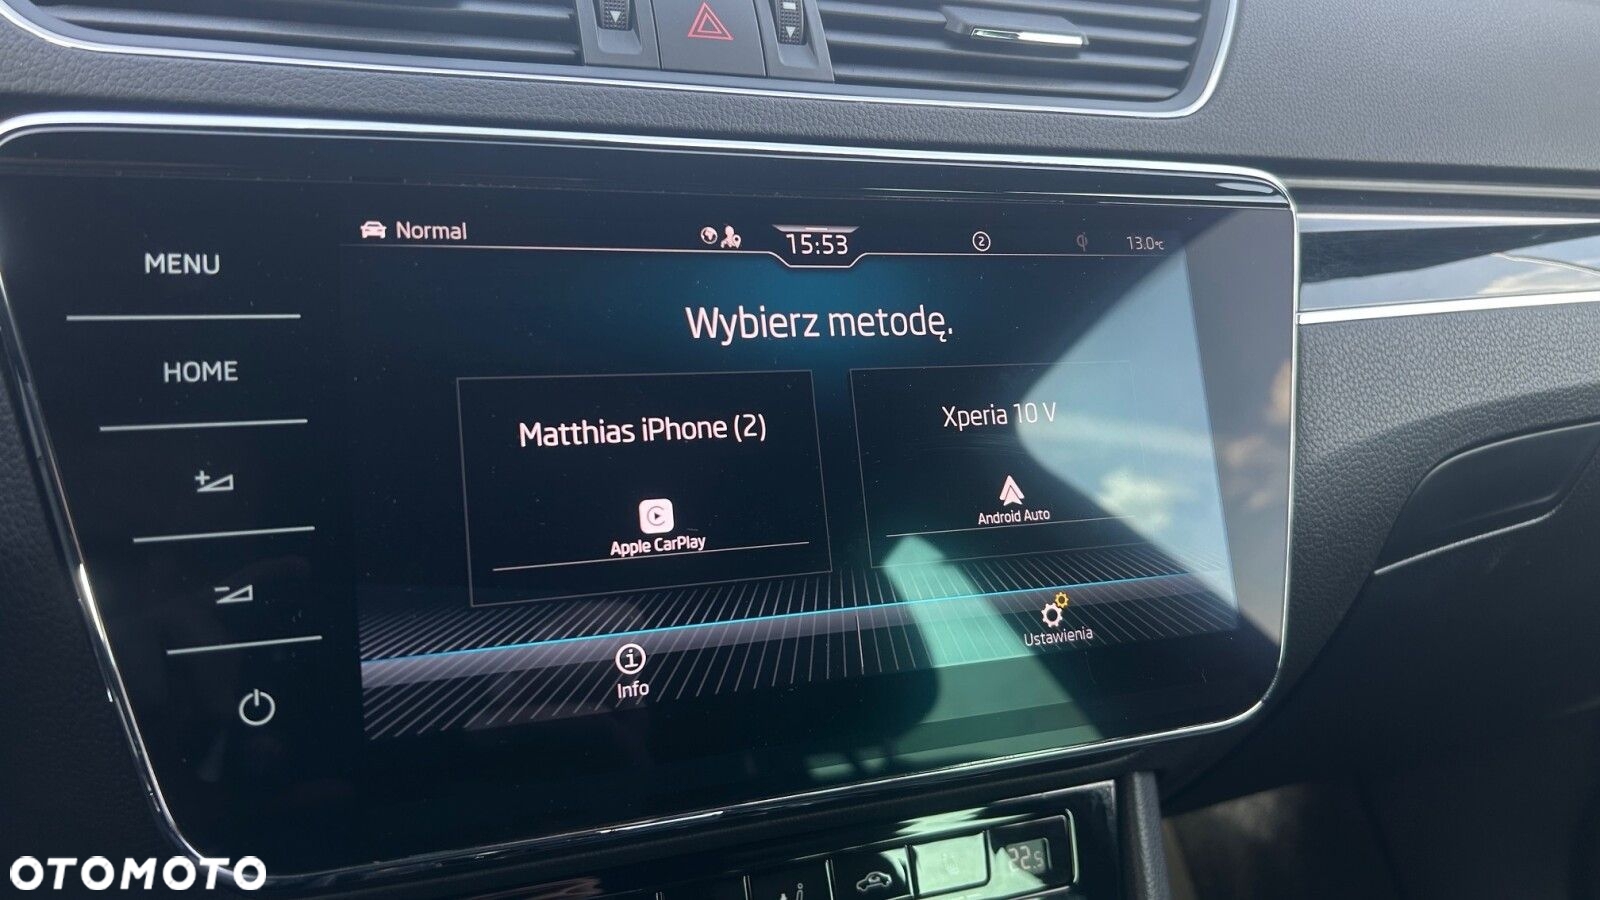 MENU
HOME
Normal
15:53
2
13.0°C
Wybierz metodę.
Matthias iPhone (2)
Apple CarPlay
Xperia 10 V
Android Auto
Info
Ustawienia
22.5
OTOMOTO